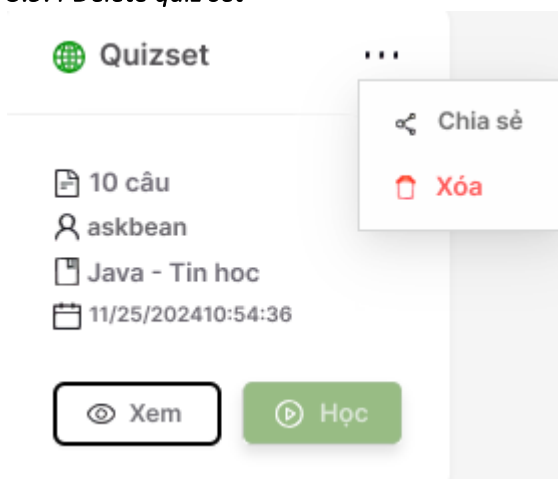 Quizset
...
Chia sẻ
Xóa
10 câu
askbean
Java - Tin hoc
11/25/202410:54:36
Xem
Học